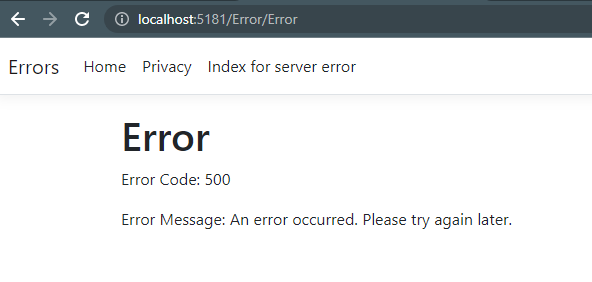 localhost:5181/Error/Error
Errors Home Privacy Index for server error
Error
Error Code: 500
Error Message: An error occurred. Please try again later.